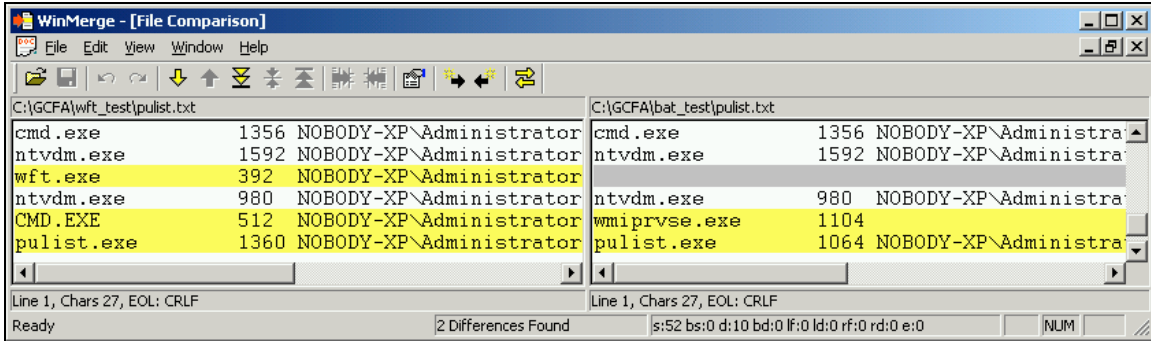 WinMerge - [File Comparison]
File Edit View Window Help
C:\GCFA\wft_test\pulist.txt C:\GCFA\bat_test\pulist.txt
cmd.exe 1356 NOBODY-XP\Administrator cmd.exe 1356 NOBODY-XP\Administra
ntvdm.exe 1592 NOBODY-XP\Administrator ntvdm.exe 1592 NOBODY-XP\Administra
wft.exe 392 NOBODY-XP\Administrator
ntvdm.exe 980 NOBODY-XP\Administrator ntvdm.exe 980 NOBODY-XP\Administra
CMD.EXE 512 NOBODY-XP\Administrator wmiprvse.exe 1104
pulist.exe 1360 NOBODY-XP\Administrator pulist.exe 1064 NOBODY-XP\Administra
Line 1, Chars 27, EOL: CRLF Line 1, Chars 27, EOL: CRLF
Ready 2 Differences Found s:52 bs:0 d:10 bd:0 lf:0 ld:0 rf:0 rd:0 e:0 NUM